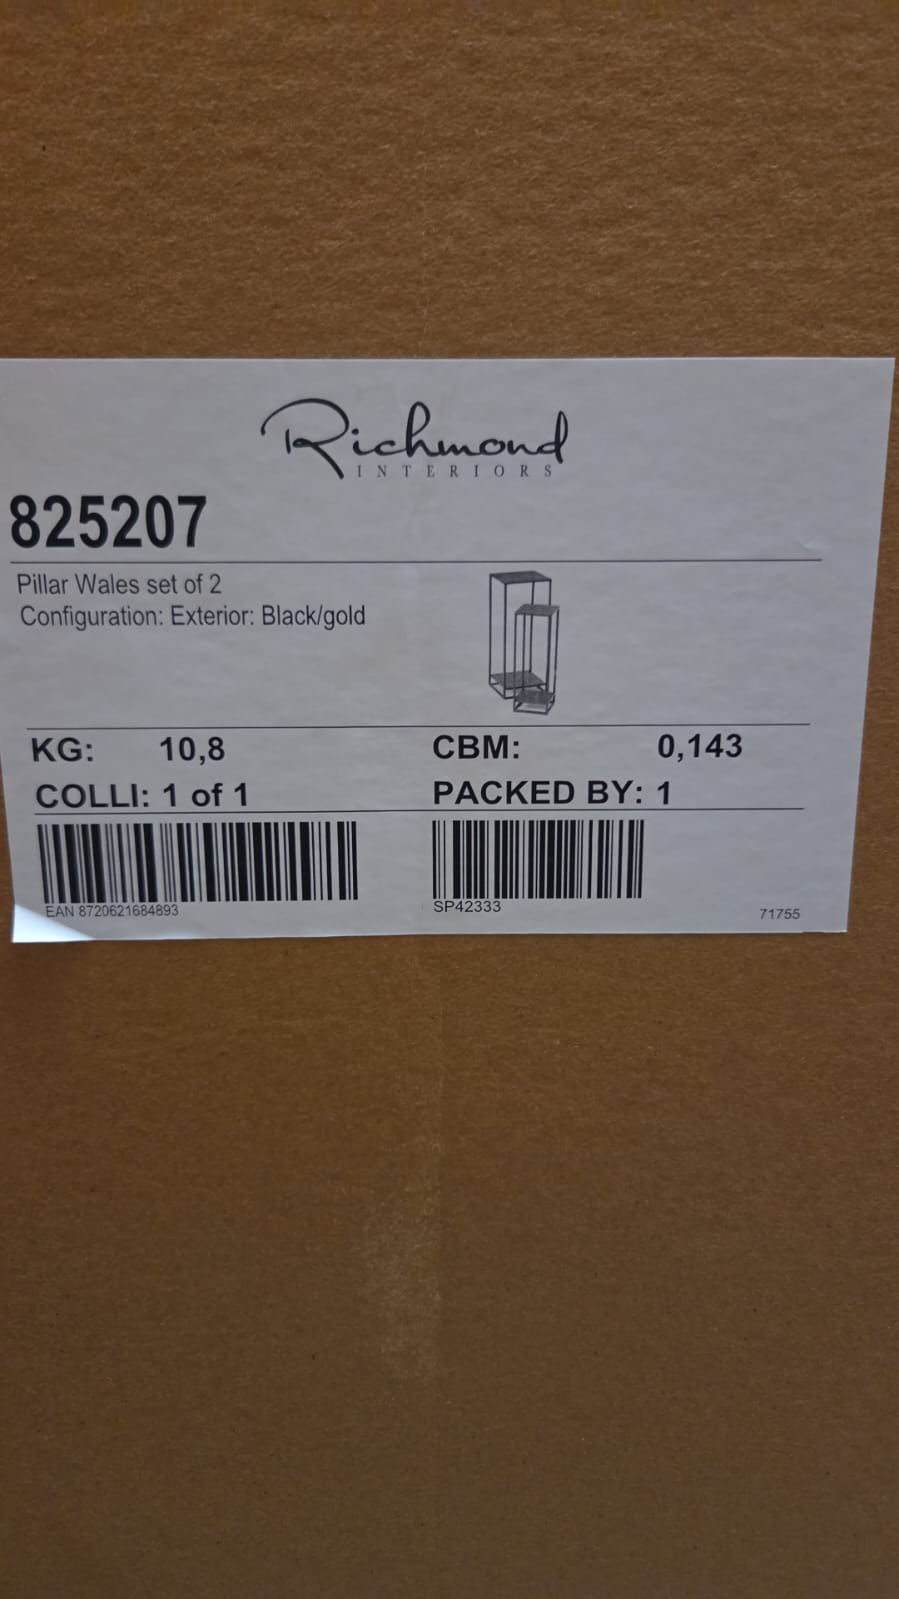 Richmond
INTERIORS
825207
Pillar Wales set of 2
Configuration: Exterior: Black/gold
KG: 10,8 CBM: 0,143
COLLI: 1 of 1 PACKED BY: 1
EAN 8720621684893 SP42333 71755